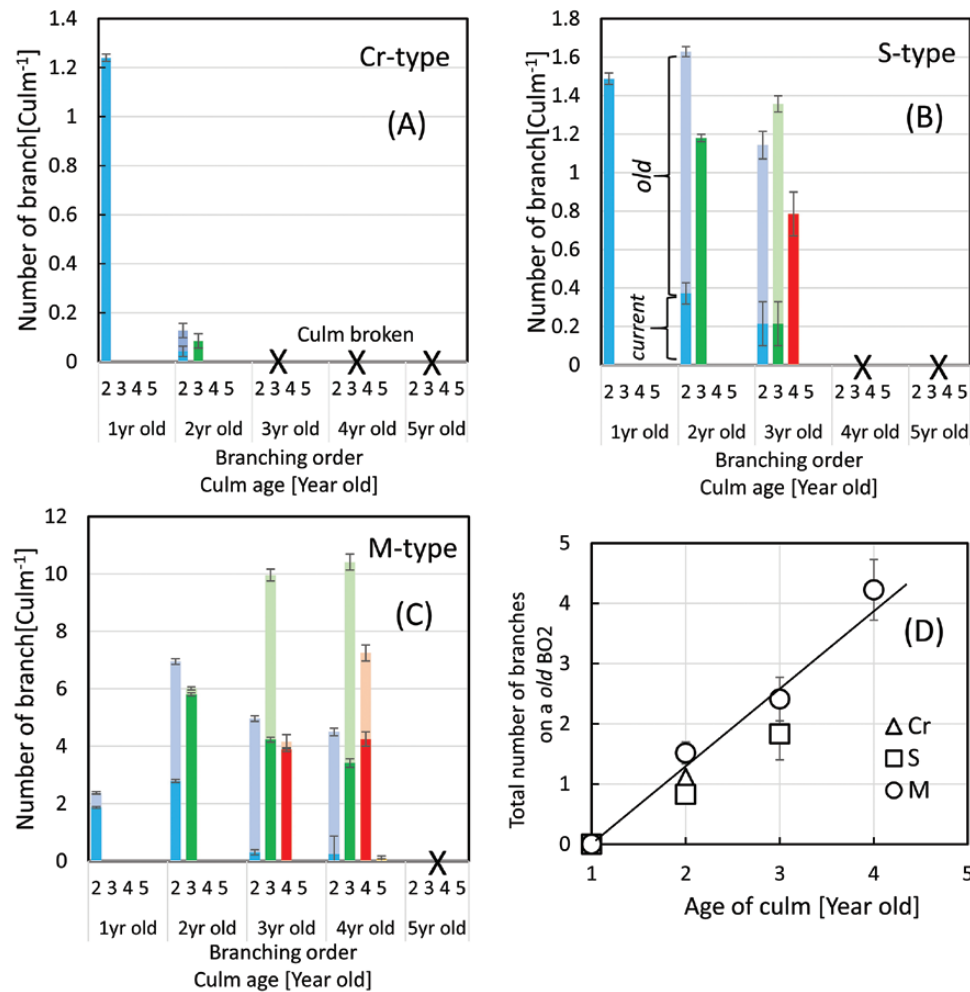 Number of branch[Culm-1]
1.4
1.2
1
0.8
0.6
0.4
0.2
0
Cr-type
(A)
Culm broken
X X X
2 3 4 5 2 3 4 5 2 3 4 5 2 3 4 5 2 3 4 5
1yr old 2yr old 3yr old 4yr old 5yr old
Branching order
Culm age [Year old]
Number of branch[Culm-1]
1.8
1.6
1.4
1.2
1
0.8
0.6
0.4
0.2
0
S-type
(B)
old
current
X X
2 3 4 5 2 3 4 5 2 3 4 5 2 3 4 5 2 3 4 5
1yr old 2yr old 3yr old 4yr old 5yr old
Branching order
Culm age [Year old]
Number of branch[Culm-1]
12
10
8
6
4
2
0
M-type
(C)
X
2 3 4 5 2 3 4 5 2 3 4 5 2 3 4 5 2 3 4 5
1yr old 2yr old 3yr old 4yr old 5yr old
Branching order
Culm age [Year old]
Total number of branches
on a old BO2
5
4
3
2
1
0
(D)
Cr
S
M
1 2 3 4 5
Age of culm [Year old]